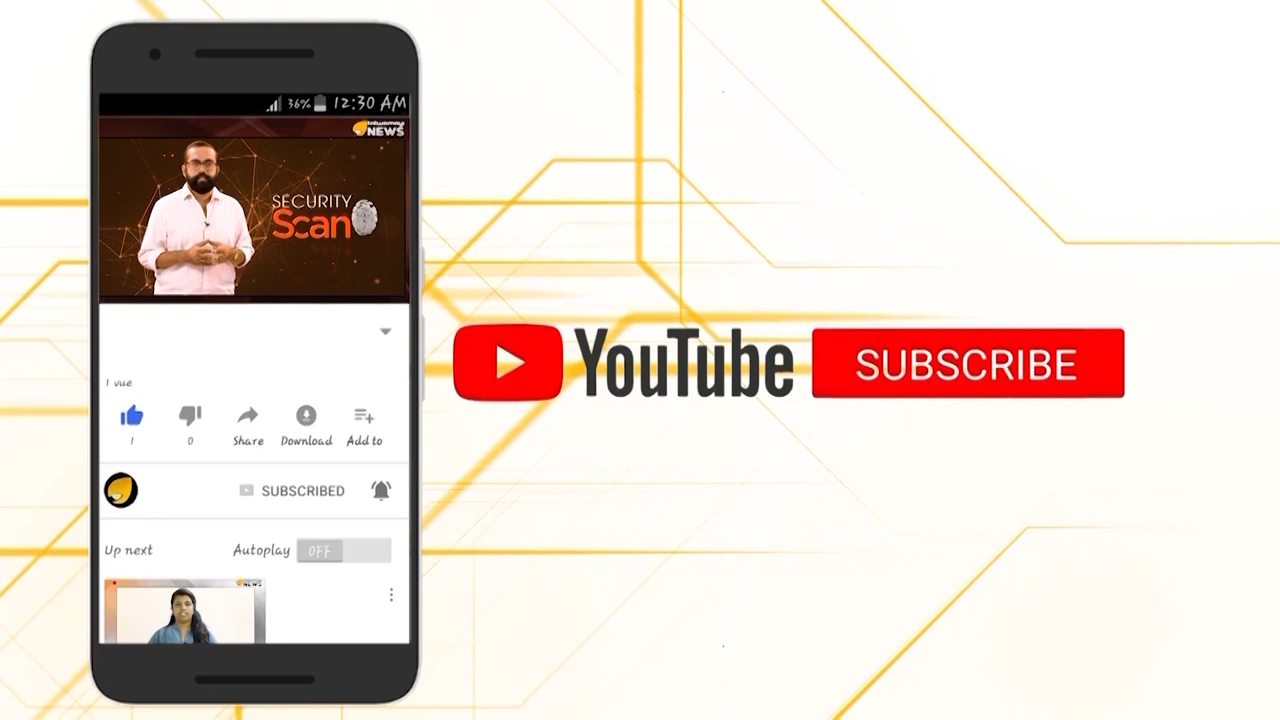 36% 12:30 AM
NEWS
SECURITY
Scan
1 vue
1
0
Share
Download
Add to
SUBSCRIBED
Up next
Autoplay
OFF
NEWS
YouTube
SUBSCRIBE